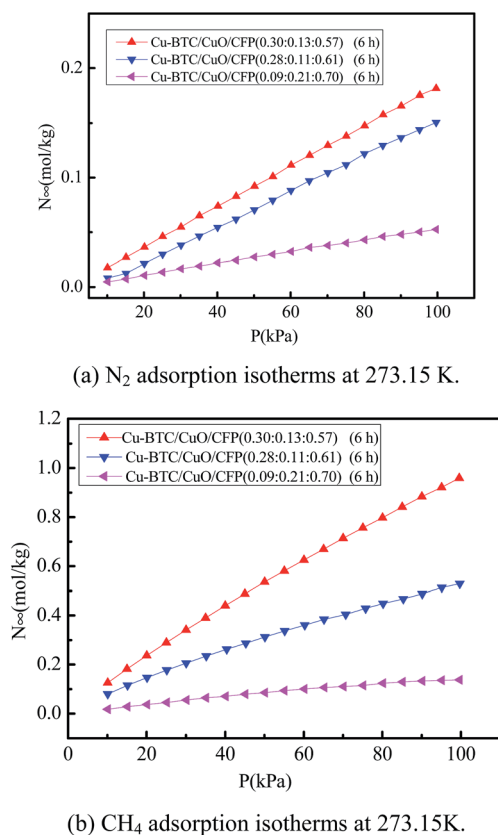 Cu-BTC/CuO/CFP(0.30:0.13:0.57) (6 h)
Cu-BTC/CuO/CFP(0.28:0.11:0.61) (6 h)
Cu-BTC/CuO/CFP(0.09:0.21:0.70) (6 h)
0.2
0.1
0.0
N∞(mol/kg)
20 40 60 80 100
P(kPa)
(a) N₂ adsorption isotherms at 273.15 K.
Cu-BTC/CuO/CFP(0.30:0.13:0.57) (6 h)
Cu-BTC/CuO/CFP(0.28:0.11:0.61) (6 h)
Cu-BTC/CuO/CFP(0.09:0.21:0.70) (6 h)
1.2
1.0
0.8
0.6
0.4
0.2
0.0
N∞(mol/kg)
0 20 40 60 80 100
P(kPa)
(b) CH₄ adsorption isotherms at 273.15K.